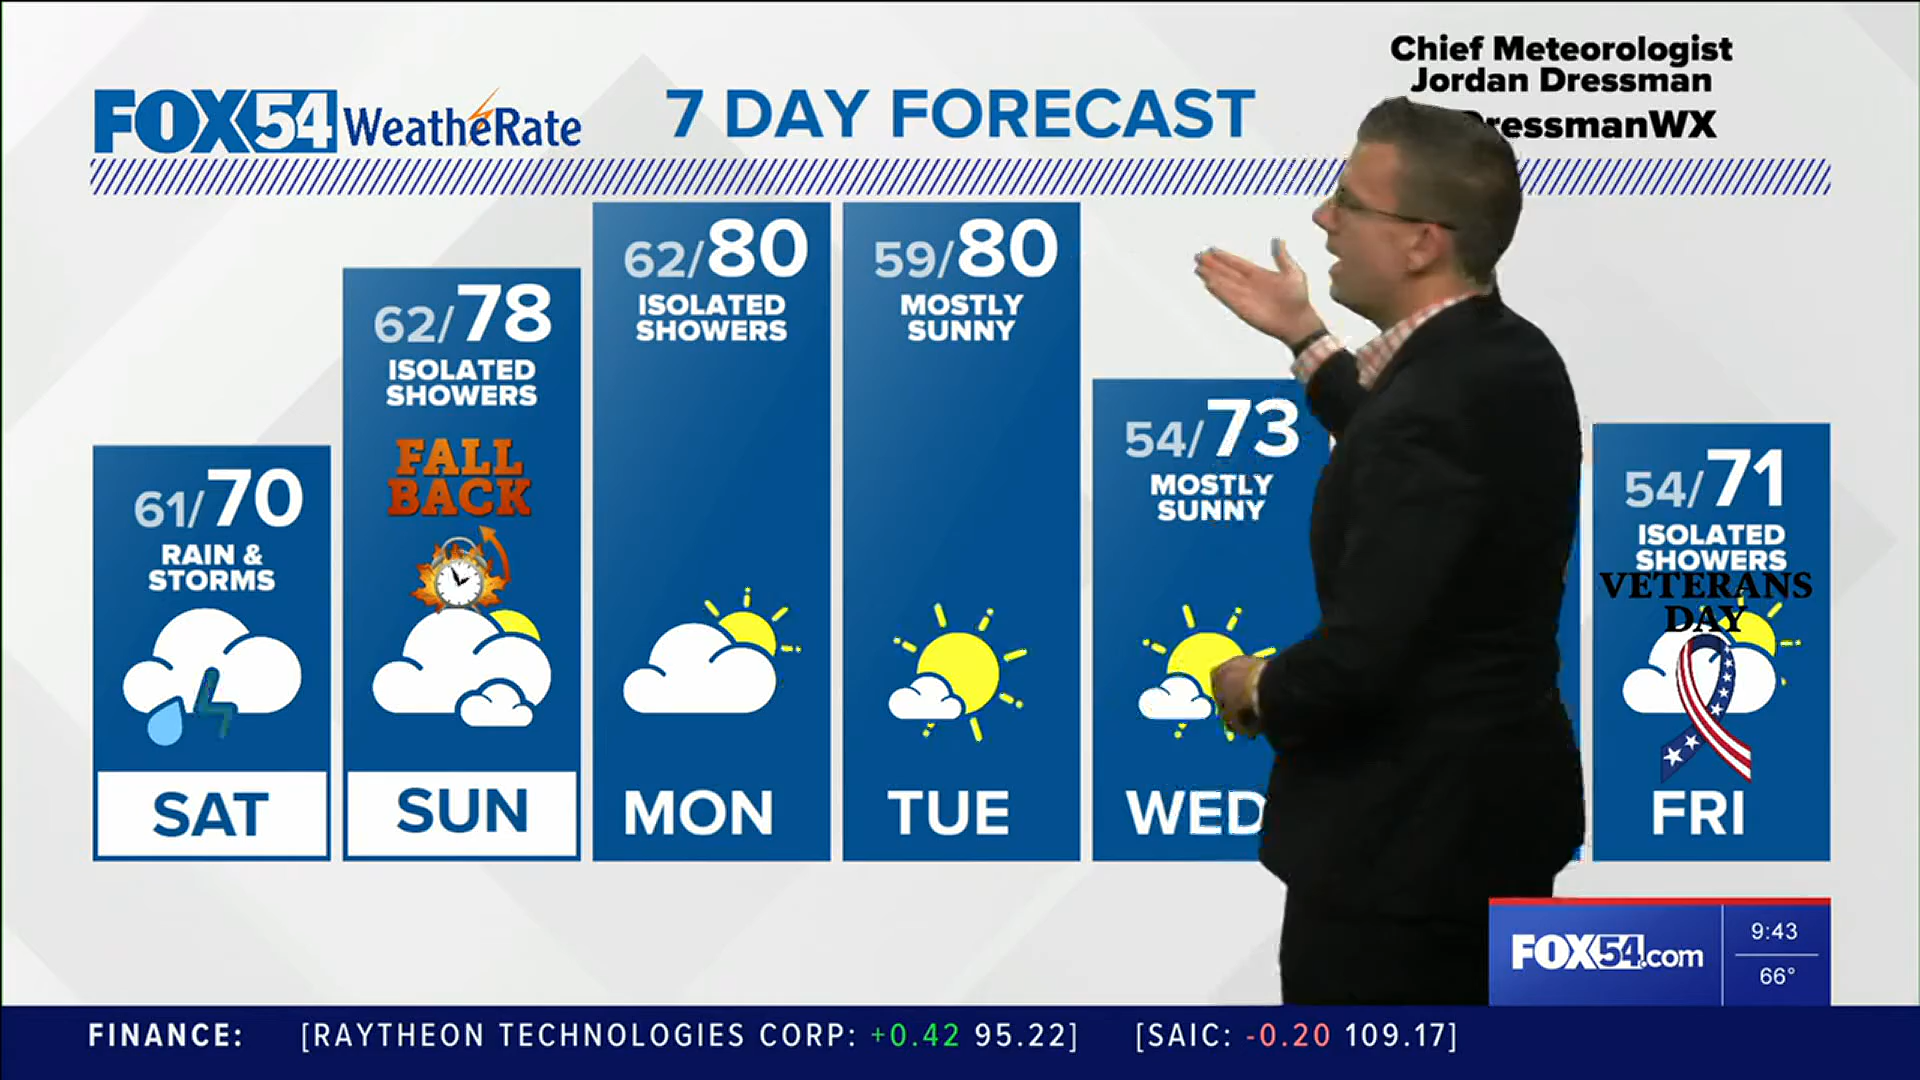 Chief Meteorologist
Jordan Dressman
FOX54 WeatheRate
7 DAY FORECAST
61/70
RAIN &
STORMS
SAT
62/78
ISOLATED
SHOWERS
FALL
BACK
SUN
62/80
ISOLATED
SHOWERS
MON
59/80
MOSTLY
SUNNY
TUE
54/73
MOSTLY
SUNNY
WED
54/71
ISOLATED
SHOWERS
VETERANS
DAY
FRI
FOX54.com
9:43
66°
FINANCE: [RAYTHEON TECHNOLOGIES CORP: +0.42 95.22] [SAIC: -0.20 109.17]